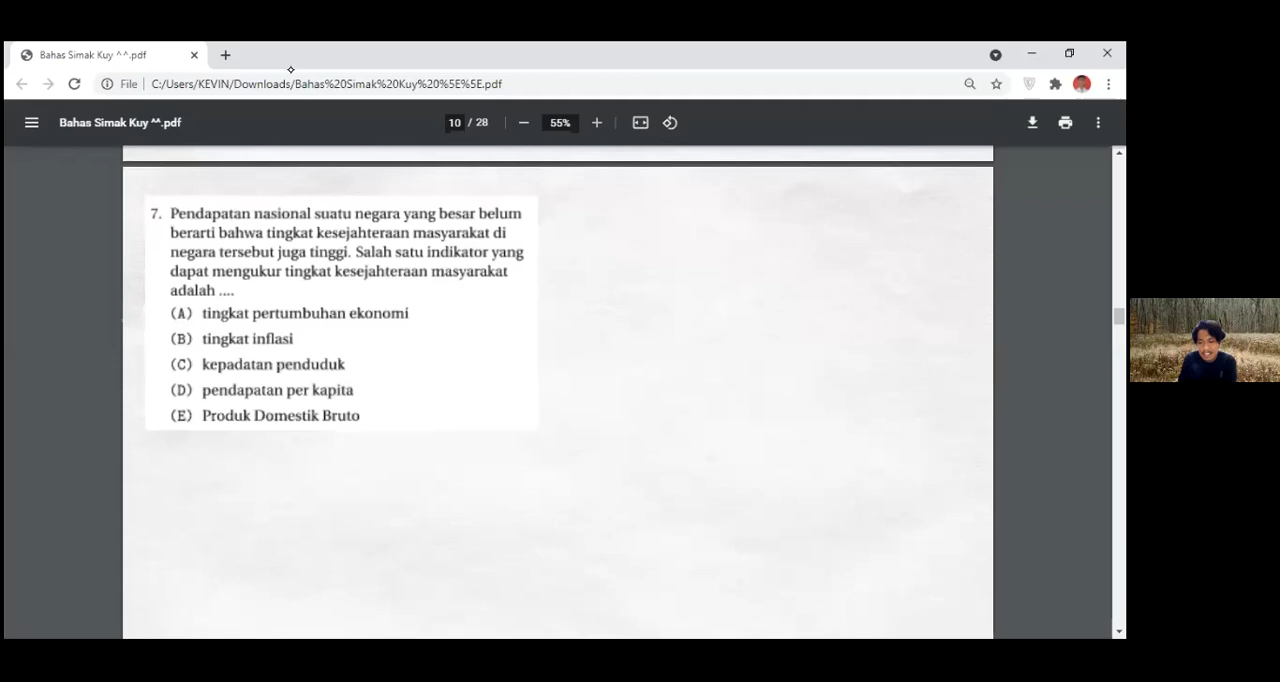 Bahas Simak Kuy ^^.pdf
File
C:/Users/KEVIN/Downloads/Bahas%20Simak%20Kuy%20%5E%5E.pdf
Bahas Simak Kuy ^^.pdf
10 / 28
55%
7. Pendapatan nasional suatu negara yang besar belum
berarti bahwa tingkat kesejahteraan masyarakat di
negara tersebut juga tinggi. Salah satu indikator yang
dapat mengukur tingkat kesejahteraan masyarakat
adalah ....
(A) tingkat pertumbuhan ekonomi
(B) tingkat inflasi
(C) kepadatan penduduk
(D) pendapatan per kapita
(E) Produk Domestik Bruto